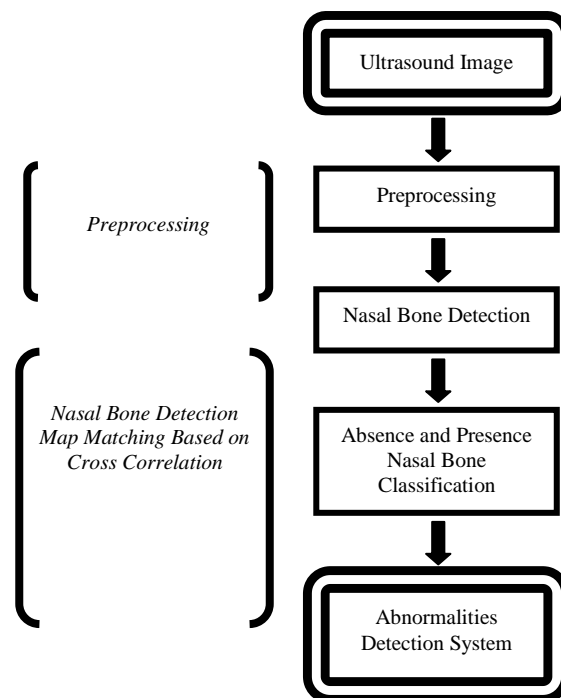 Ultrasound Image
Preprocessing
Preprocessing
Nasal Bone Detection
Nasal Bone Detection
Map Matching Based on
Cross Correlation
Absence and Presence
Nasal Bone
Classification
Abnormalities
Detection System